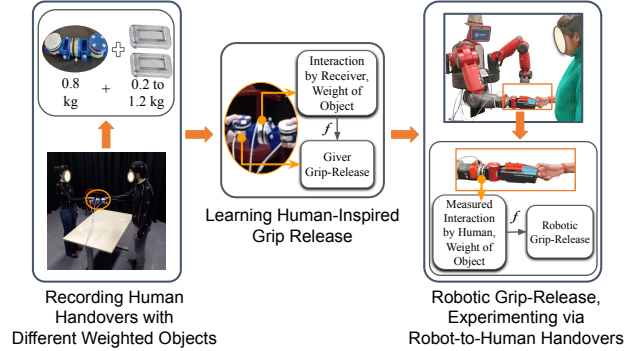 0.8
kg
+
0.2 to
1.2 kg
Recording Human
Handovers with
Different Weighted Objects
Interaction
by Receiver,
Weight of
Object
f
Giver
Grip-Release
Learning Human-Inspired
Grip Release
Measured
Interaction
by Human,
Weight of
Object
f
Robotic
Grip-Release
Robotic Grip-Release,
Experimenting via
Robot-to-Human Handovers